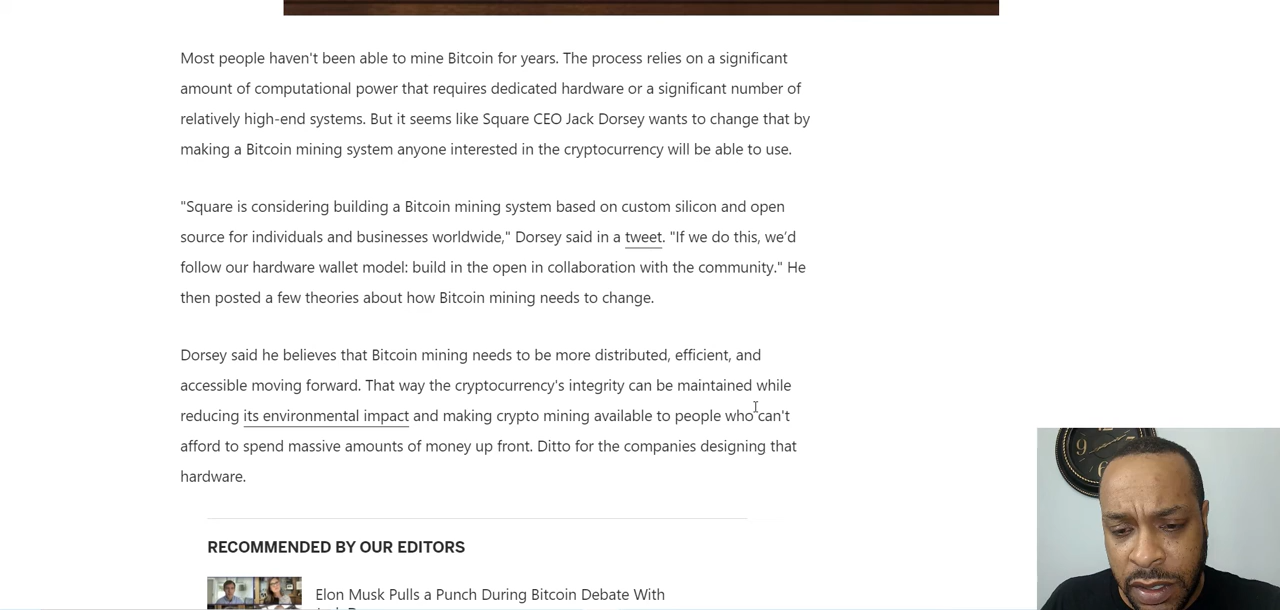 Most people haven't been able to mine Bitcoin for years. The process relies on a significant
amount of computational power that requires dedicated hardware or a significant number of
relatively high-end systems. But it seems like Square CEO Jack Dorsey wants to change that by
making a Bitcoin mining system anyone interested in the cryptocurrency will be able to use.
"Square is considering building a Bitcoin mining system based on custom silicon and open
source for individuals and businesses worldwide," Dorsey said in a tweet. "If we do this, we'd
follow our hardware wallet model: build in the open in collaboration with the community." He
then posted a few theories about how Bitcoin mining needs to change.
Dorsey said he believes that Bitcoin mining needs to be more distributed, efficient, and
accessible moving forward. That way the cryptocurrency's integrity can be maintained while
reducing its environmental impact and making crypto mining available to people who can't
afford to spend massive amounts of money up front. Ditto for the companies designing that
hardware.
RECOMMENDED BY OUR EDITORS
Elon Musk Pulls a Punch During Bitcoin Debate With